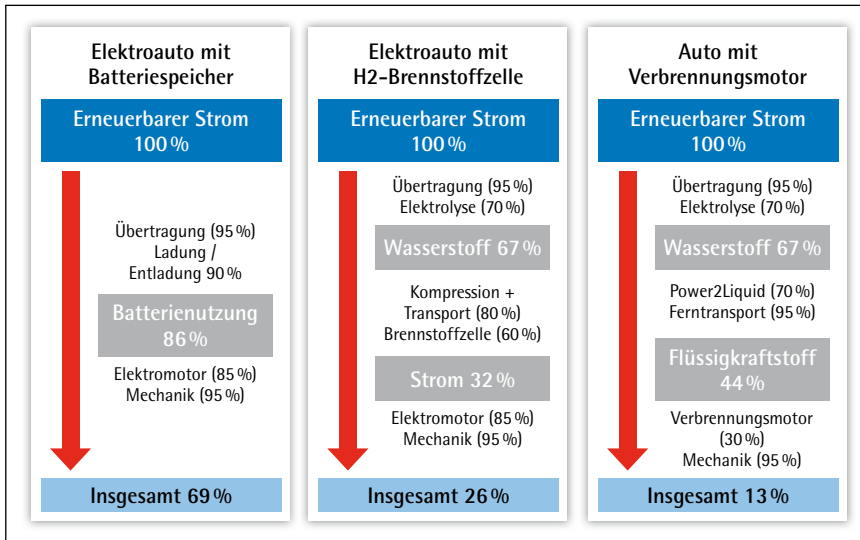 Elektroauto mit
Batteriespeicher
Erneuerbarer Strom
100 %
Übertragung (95 %)
Ladung /
Entladung 90 %
Batterienutzung
86 %
Elektromotor (85 %)
Mechanik (95 %)
Insgesamt 69 %
Elektroauto mit
H2-Brennstoffzelle
Erneuerbarer Strom
100 %
Übertragung (95 %)
Elektrolyse (70 %)
Wasserstoff 67 %
Kompression +
Transport (80 %)
Brennstoffzelle (60 %)
Strom 32 %
Elektromotor (85 %)
Mechanik (95 %)
Insgesamt 26 %
Auto mit
Verbrennungsmotor
Erneuerbarer Strom
100 %
Übertragung (95 %)
Elektrolyse (70 %)
Wasserstoff 67 %
Power2Liquid (70 %)
Ferntransport (95 %)
Flüssigkraftstoff
44 %
Verbrennungsmotor
(30 %)
Mechanik (95 %)
Insgesamt 13 %